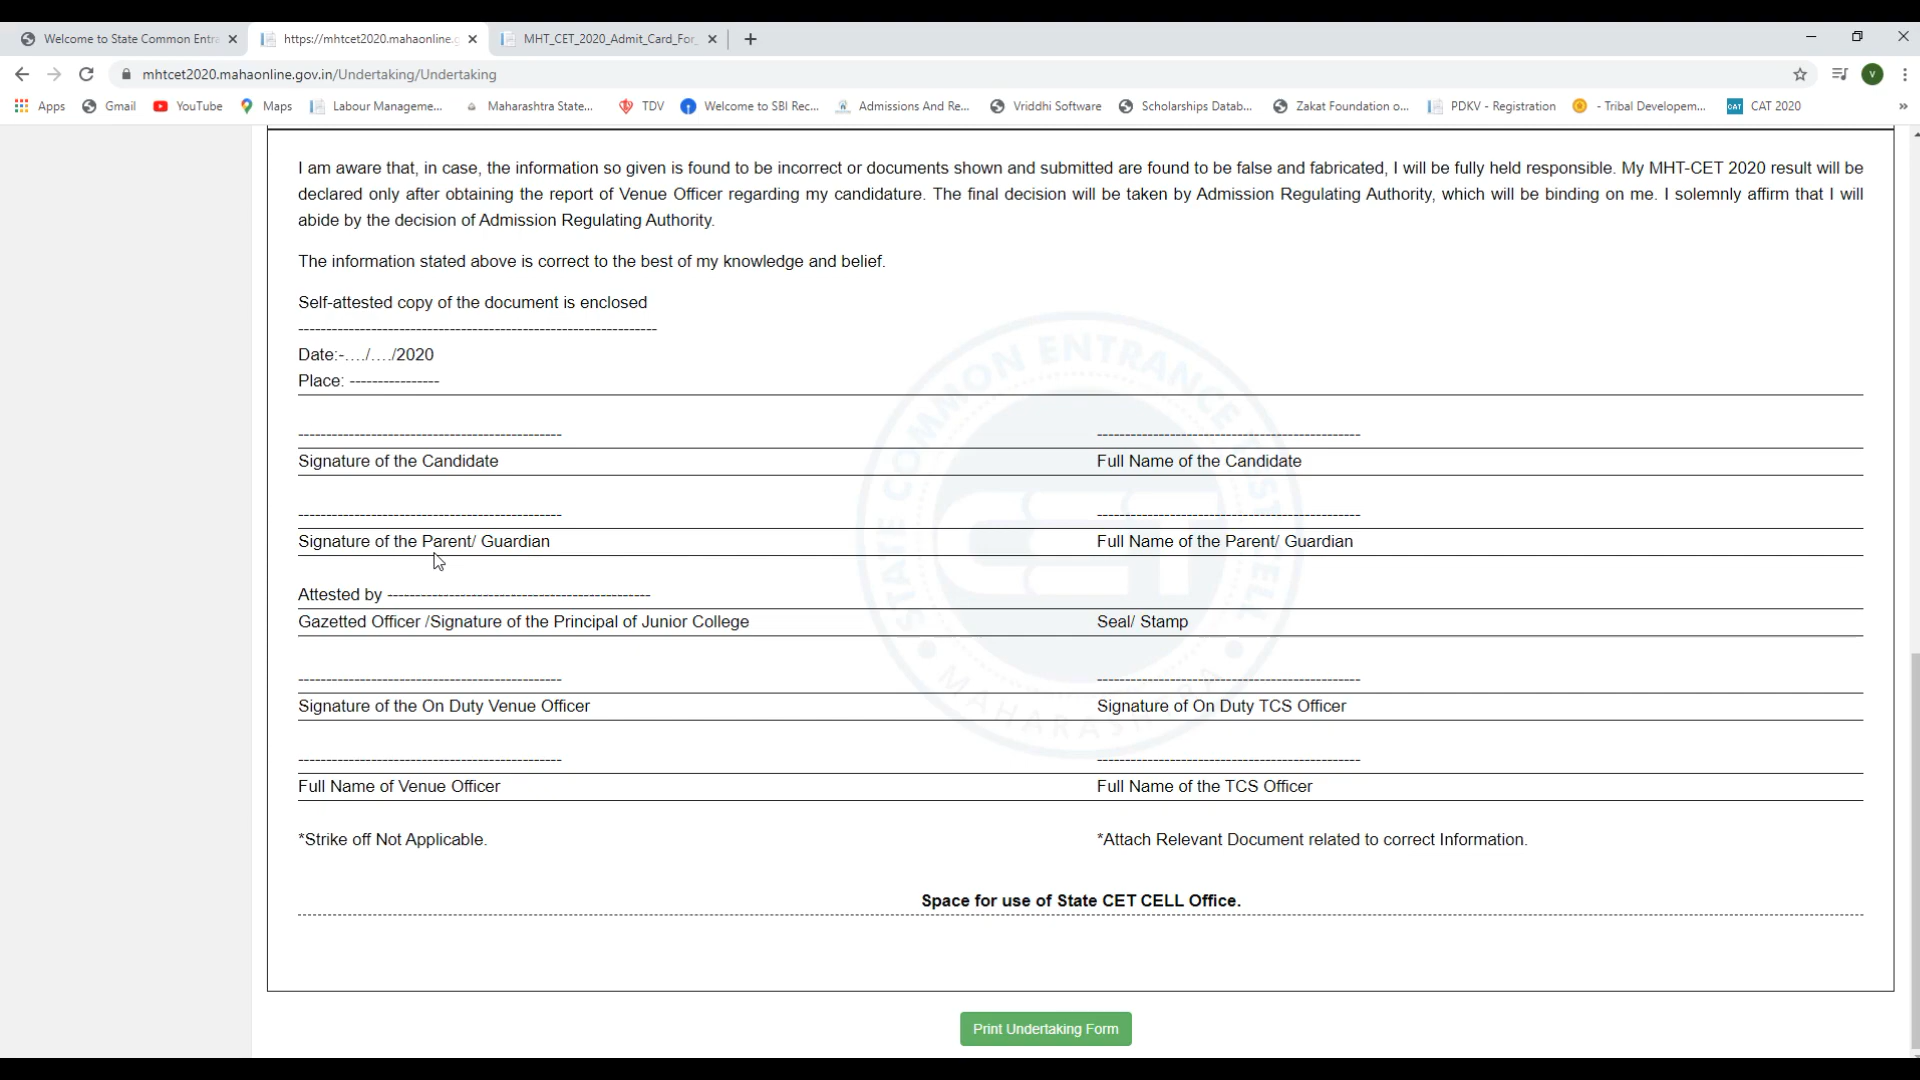 Welcome to State Common Entra
https://mhtcet2020.mahaonline.g
MHT_CET_2020_Admit_Card_For_
mhtcet2020.mahaonline.gov.in/Undertaking/Undertaking
V
Apps Gmail YouTube Maps Labour Manageme... Maharashtra State... TDV Welcome to SBI Rec... Admissions And Re... Vriddhi Software Scholarships Datab... Zakat Foundation o... PDKV - Registration - Tribal Developem... CAT CAT 2020 »
I am aware that, in case, the information so given is found to be incorrect or documents shown and submitted are found to be false and fabricated, I will be fully held responsible. My MHT-CET 2020 result will be
declared only after obtaining the report of Venue Officer regarding my candidature. The final decision will be taken by Admission Regulating Authority, which will be binding on me. I solemnly affirm that I will
abide by the decision of Admission Regulating Authority.
The information stated above is correct to the best of my knowledge and belief.
Self-attested copy of the document is enclosed
----------------------------------------------------------------
Date:-…./…./2020
Place: ----------------
----------------------------------------------- -----------------------------------------------
Signature of the Candidate Full Name of the Candidate
----------------------------------------------- -----------------------------------------------
Signature of the Parent/ Guardian Full Name of the Parent/ Guardian
Attested by -----------------------------------------------
Gazetted Officer /Signature of the Principal of Junior College Seal/ Stamp
----------------------------------------------- -----------------------------------------------
Signature of the On Duty Venue Officer Signature of On Duty TCS Officer
----------------------------------------------- -----------------------------------------------
Full Name of Venue Officer Full Name of the TCS Officer
*Strike off Not Applicable. *Attach Relevant Document related to correct Information.
Space for use of State CET CELL Office.
STATE COMMON ENTRANCE TEST CELL
CET
MAHARASHTRA
Print Undertaking Form